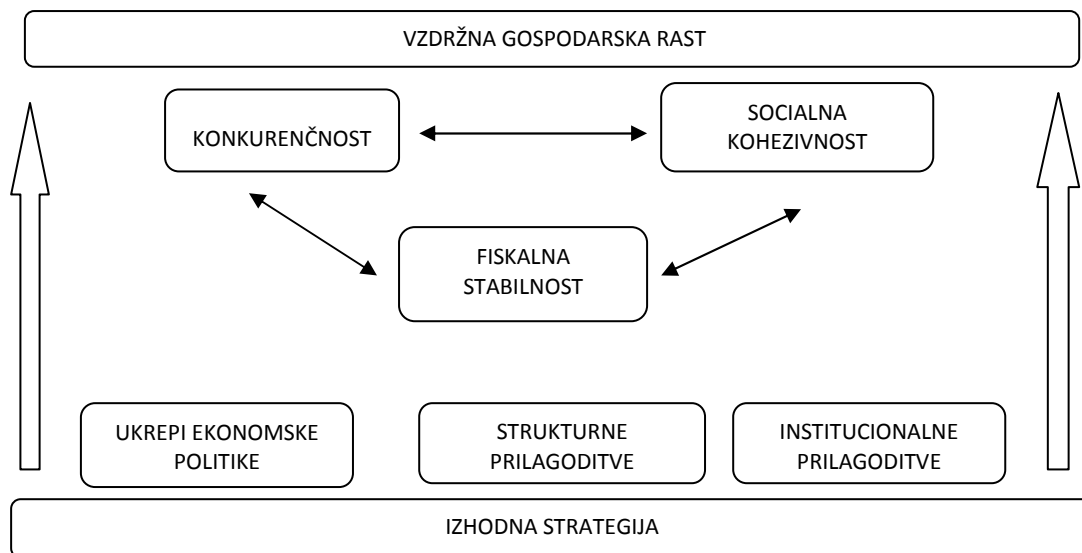 VZDRŽNA GOSPODARSKA RAST
KONKURENČNOST
SOCIALNA
KOHEZIVNOST
FISKALNA
STABILNOST
UKREPI EKONOMSKE
POLITIKE
STRUKTURNE
PRILAGODITVE
INSTITUCIONALNE
PRILAGODITVE
IZHODNA STRATEGIJA